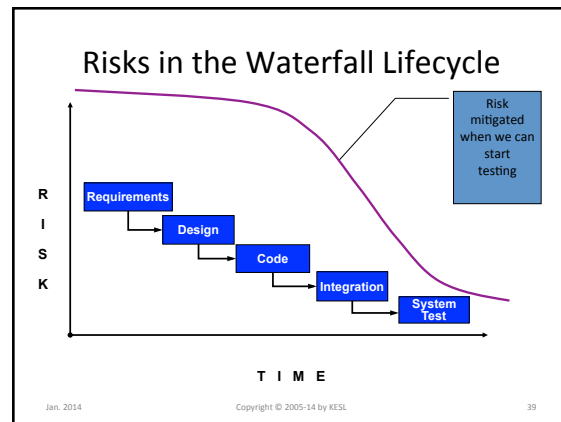 Risks in the Waterfall Lifecycle
Risk
mitigated
when we can
start
testing
R
I
S
K
Requirements
Design
Code
Integration
System
Test
T I M E
Jan. 2014
Copyright © 2005-14 by KESL
39